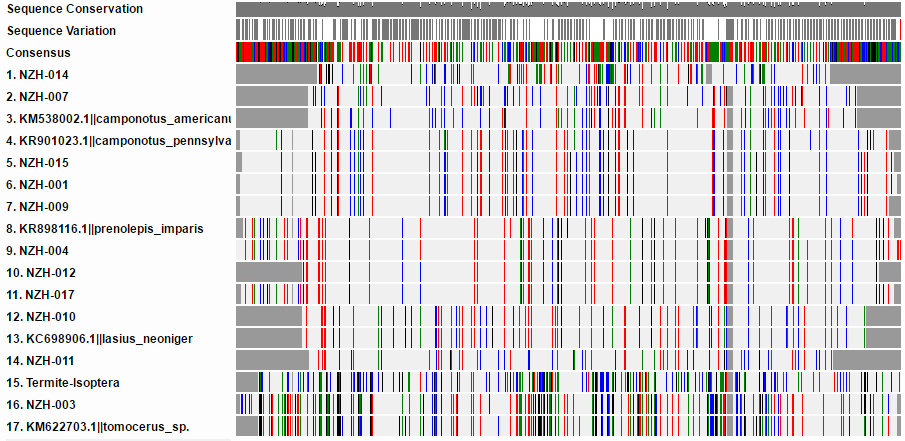 Sequence Conservation
Sequence Variation
Consensus
1. NZH-014
2. NZH-007
3. KM538002.1||camponotus_americanu
4. KR901023.1||camponotus_pennsylva
5. NZH-015
6. NZH-001
7. NZH-009
8. KR898116.1||prenolepis_imparis
9. NZH-004
10. NZH-012
11. NZH-017
12. NZH-010
13. KC698906.1||lasius_neoniger
14. NZH-011
15. Termite-Isoptera
16. NZH-003
17. KM622703.1||tomocerus_sp.